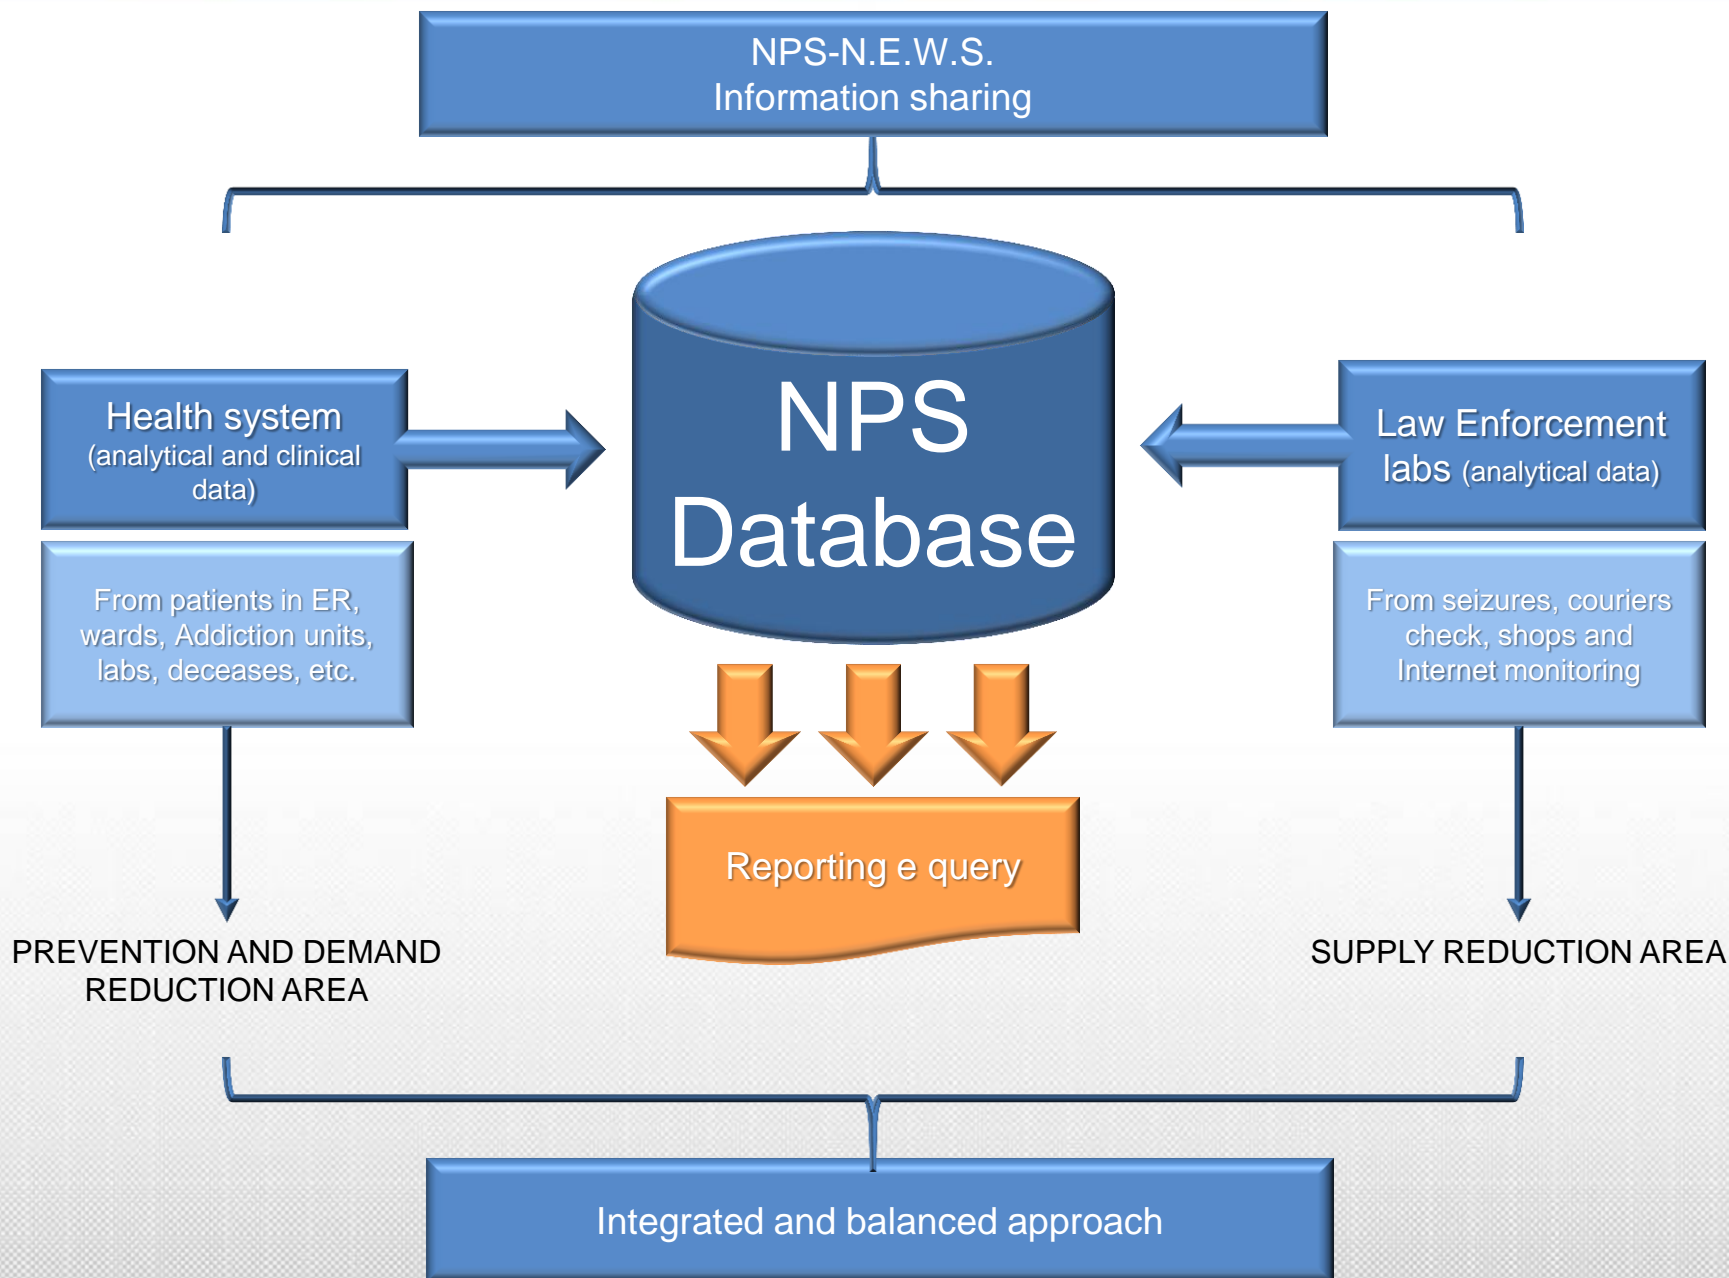 NPS-N.E.W.S.
Information sharing
Health system
(analytical and clinical
data)
From patients in ER,
wards, Addiction units,
labs, deceases, etc.
NPS
Database
Law Enforcement
labs (analytical data)
From seizures, couriers
check, shops and
Internet monitoring
Reporting e query
PREVENTION AND DEMAND
REDUCTION AREA
SUPPLY REDUCTION AREA
Integrated and balanced approach